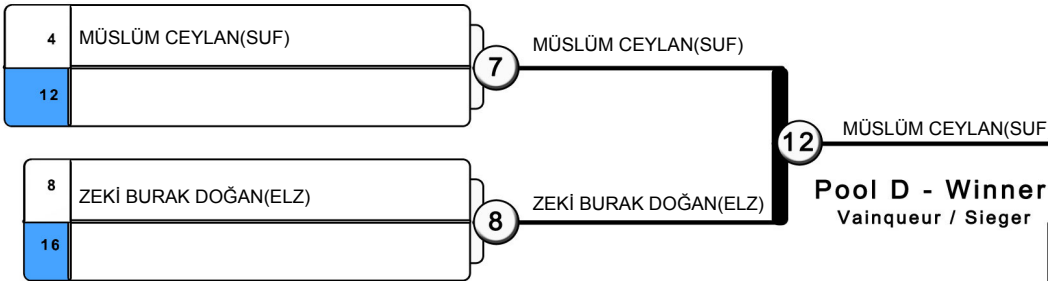 4 MÜSLÜM CEYLAN(SUF)
12
7
MÜSLÜM CEYLAN(SUF)
8 ZEKİ BURAK DOĞAN(ELZ)
16
8
ZEKİ BURAK DOĞAN(ELZ)
12
MÜSLÜM CEYLAN(SUF
Pool D - Winner
Vainqueur / Sieger